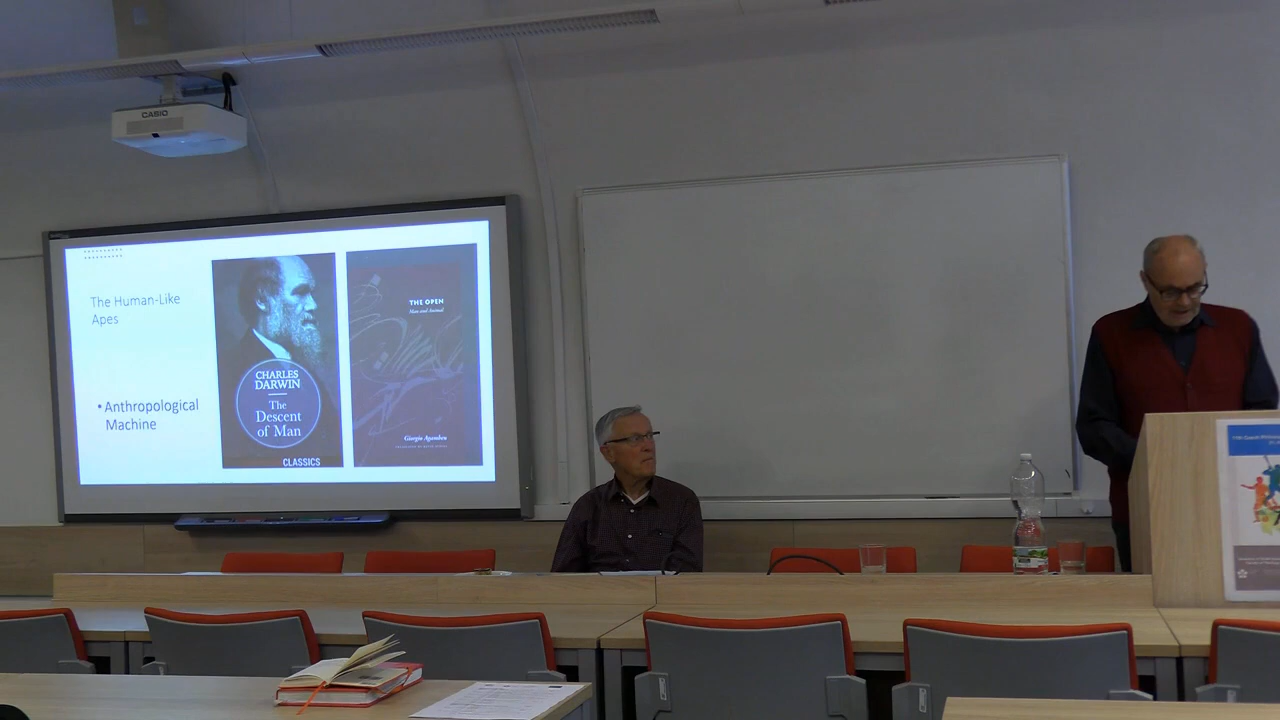 CASIO
The Human-Like
Apes
• Anthropological
Machine
CHARLES
DARWIN
The
Descent
of Man
CLASSICS
THE OPEN
Man and Animal
Giorgio Agamben